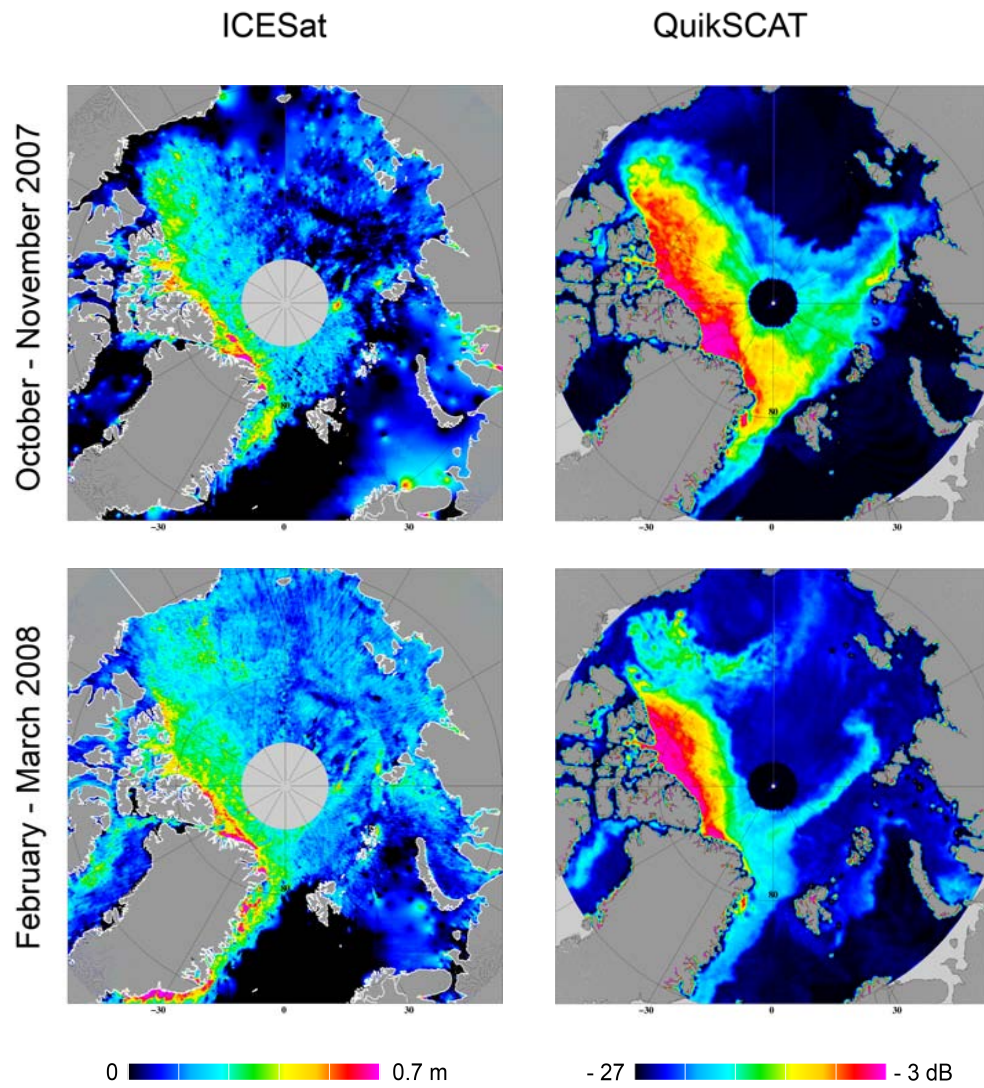 ICESat QuikSCAT
October - November 2007
80 80
-30 0 30 -30 0 30
February - March 2008
80 80
-30 0 30 -30 0 30
0 0.7 m - 27 - 3 dB